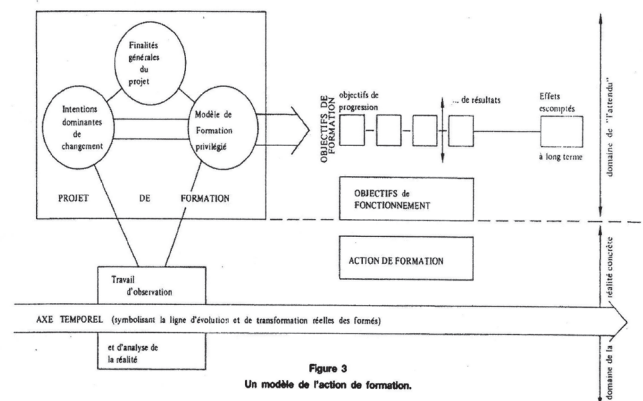 Finalités
générales
du
projet
Intentions
dominantes
de
changement
Modèle de
Formation
privilégié
PROJET DE FORMATION
OBJECTIFS DE
FORMATION
objectifs de
progression
... de résultats
Effets
escomptés
à long terme
domaine de "l'attendu"
OBJECTIFS de
FONCTIONNEMENT
ACTION DE FORMATION
domaine de la réalité concrète
Travail
d'observation
AXE TEMPOREL (symbolisant la ligne d'évolution et de transformation réelles des formés)
et d'analyse de
la réalité
Figure 3
Un modèle de l'action de formation.